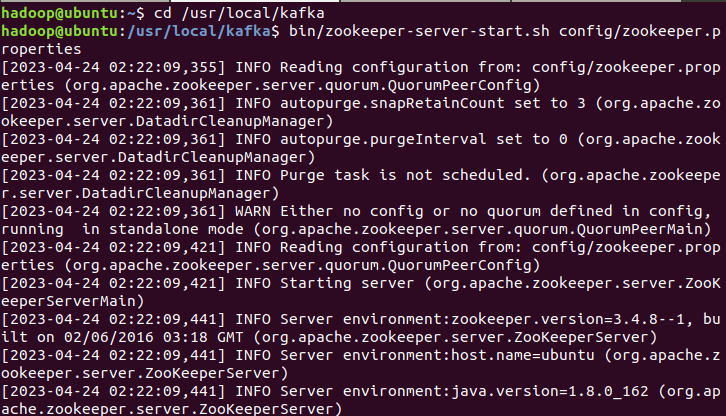 hadoop@ubuntu:~$ cd /usr/local/kafka
hadoop@ubuntu:/usr/local/kafka$ bin/zookeeper-server-start.sh config/zookeeper.p
roperties
[2023-04-24 02:22:09,355] INFO Reading configuration from: config/zookeeper.prop
erties (org.apache.zookeeper.server.quorum.QuorumPeerConfig)
[2023-04-24 02:22:09,361] INFO autopurge.snapRetainCount set to 3 (org.apache.zo
okeeper.server.DatadirCleanupManager)
[2023-04-24 02:22:09,361] INFO autopurge.purgeInterval set to 0 (org.apache.zook
eeper.server.DatadirCleanupManager)
[2023-04-24 02:22:09,361] INFO Purge task is not scheduled. (org.apache.zookeepe
r.server.DatadirCleanupManager)
[2023-04-24 02:22:09,361] WARN Either no config or no quorum defined in config,
running  in standalone mode (org.apache.zookeeper.server.quorum.QuorumPeerMain)
[2023-04-24 02:22:09,421] INFO Reading configuration from: config/zookeeper.prop
erties (org.apache.zookeeper.server.quorum.QuorumPeerConfig)
[2023-04-24 02:22:09,421] INFO Starting server (org.apache.zookeeper.server.ZooK
eeperServerMain)
[2023-04-24 02:22:09,441] INFO Server environment:zookeeper.version=3.4.8--1, bu
ilt on 02/06/2016 03:18 GMT (org.apache.zookeeper.server.ZooKeeperServer)
[2023-04-24 02:22:09,441] INFO Server environment:host.name=ubuntu (org.apache.z
ookeeper.server.ZooKeeperServer)
[2023-04-24 02:22:09,441] INFO Server environment:java.version=1.8.0_162 (org.ap
ache.zookeeper.server.ZooKeeperServer)